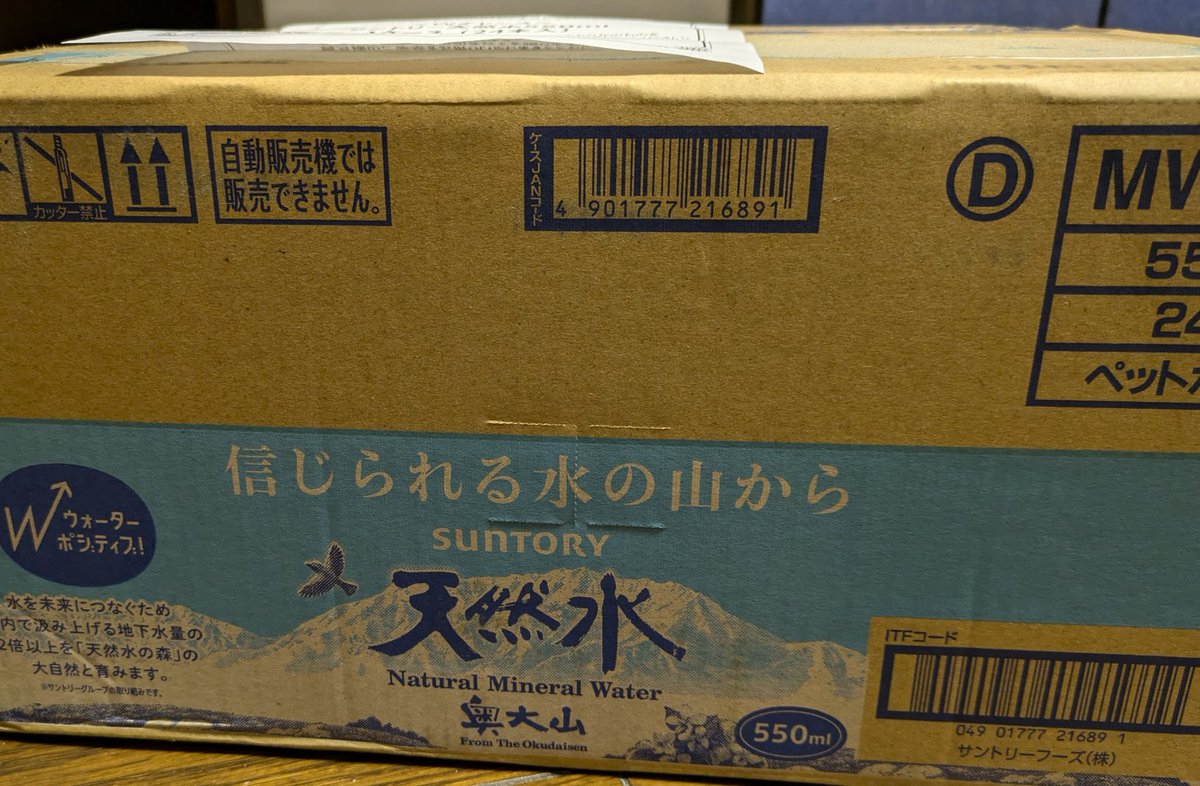 カッター禁止
自動販売機では
販売できません。
ケースJANコード
4 901777 216891
D
MW
ペット
信じられる水の山から
W ウォーター
ポジティブ!
水を未来につなぐため
内で汲み上げる地下水量の
2倍以上を「天然水の森」の
大自然と育みます。
※サントリーグループの取り組みです。
SUNTORY
天然水
Natural Mineral Water
奥大山
From The Okudaisen
550ml
ITFコード
049 01777 21689 1
サントリーフーズ(株)